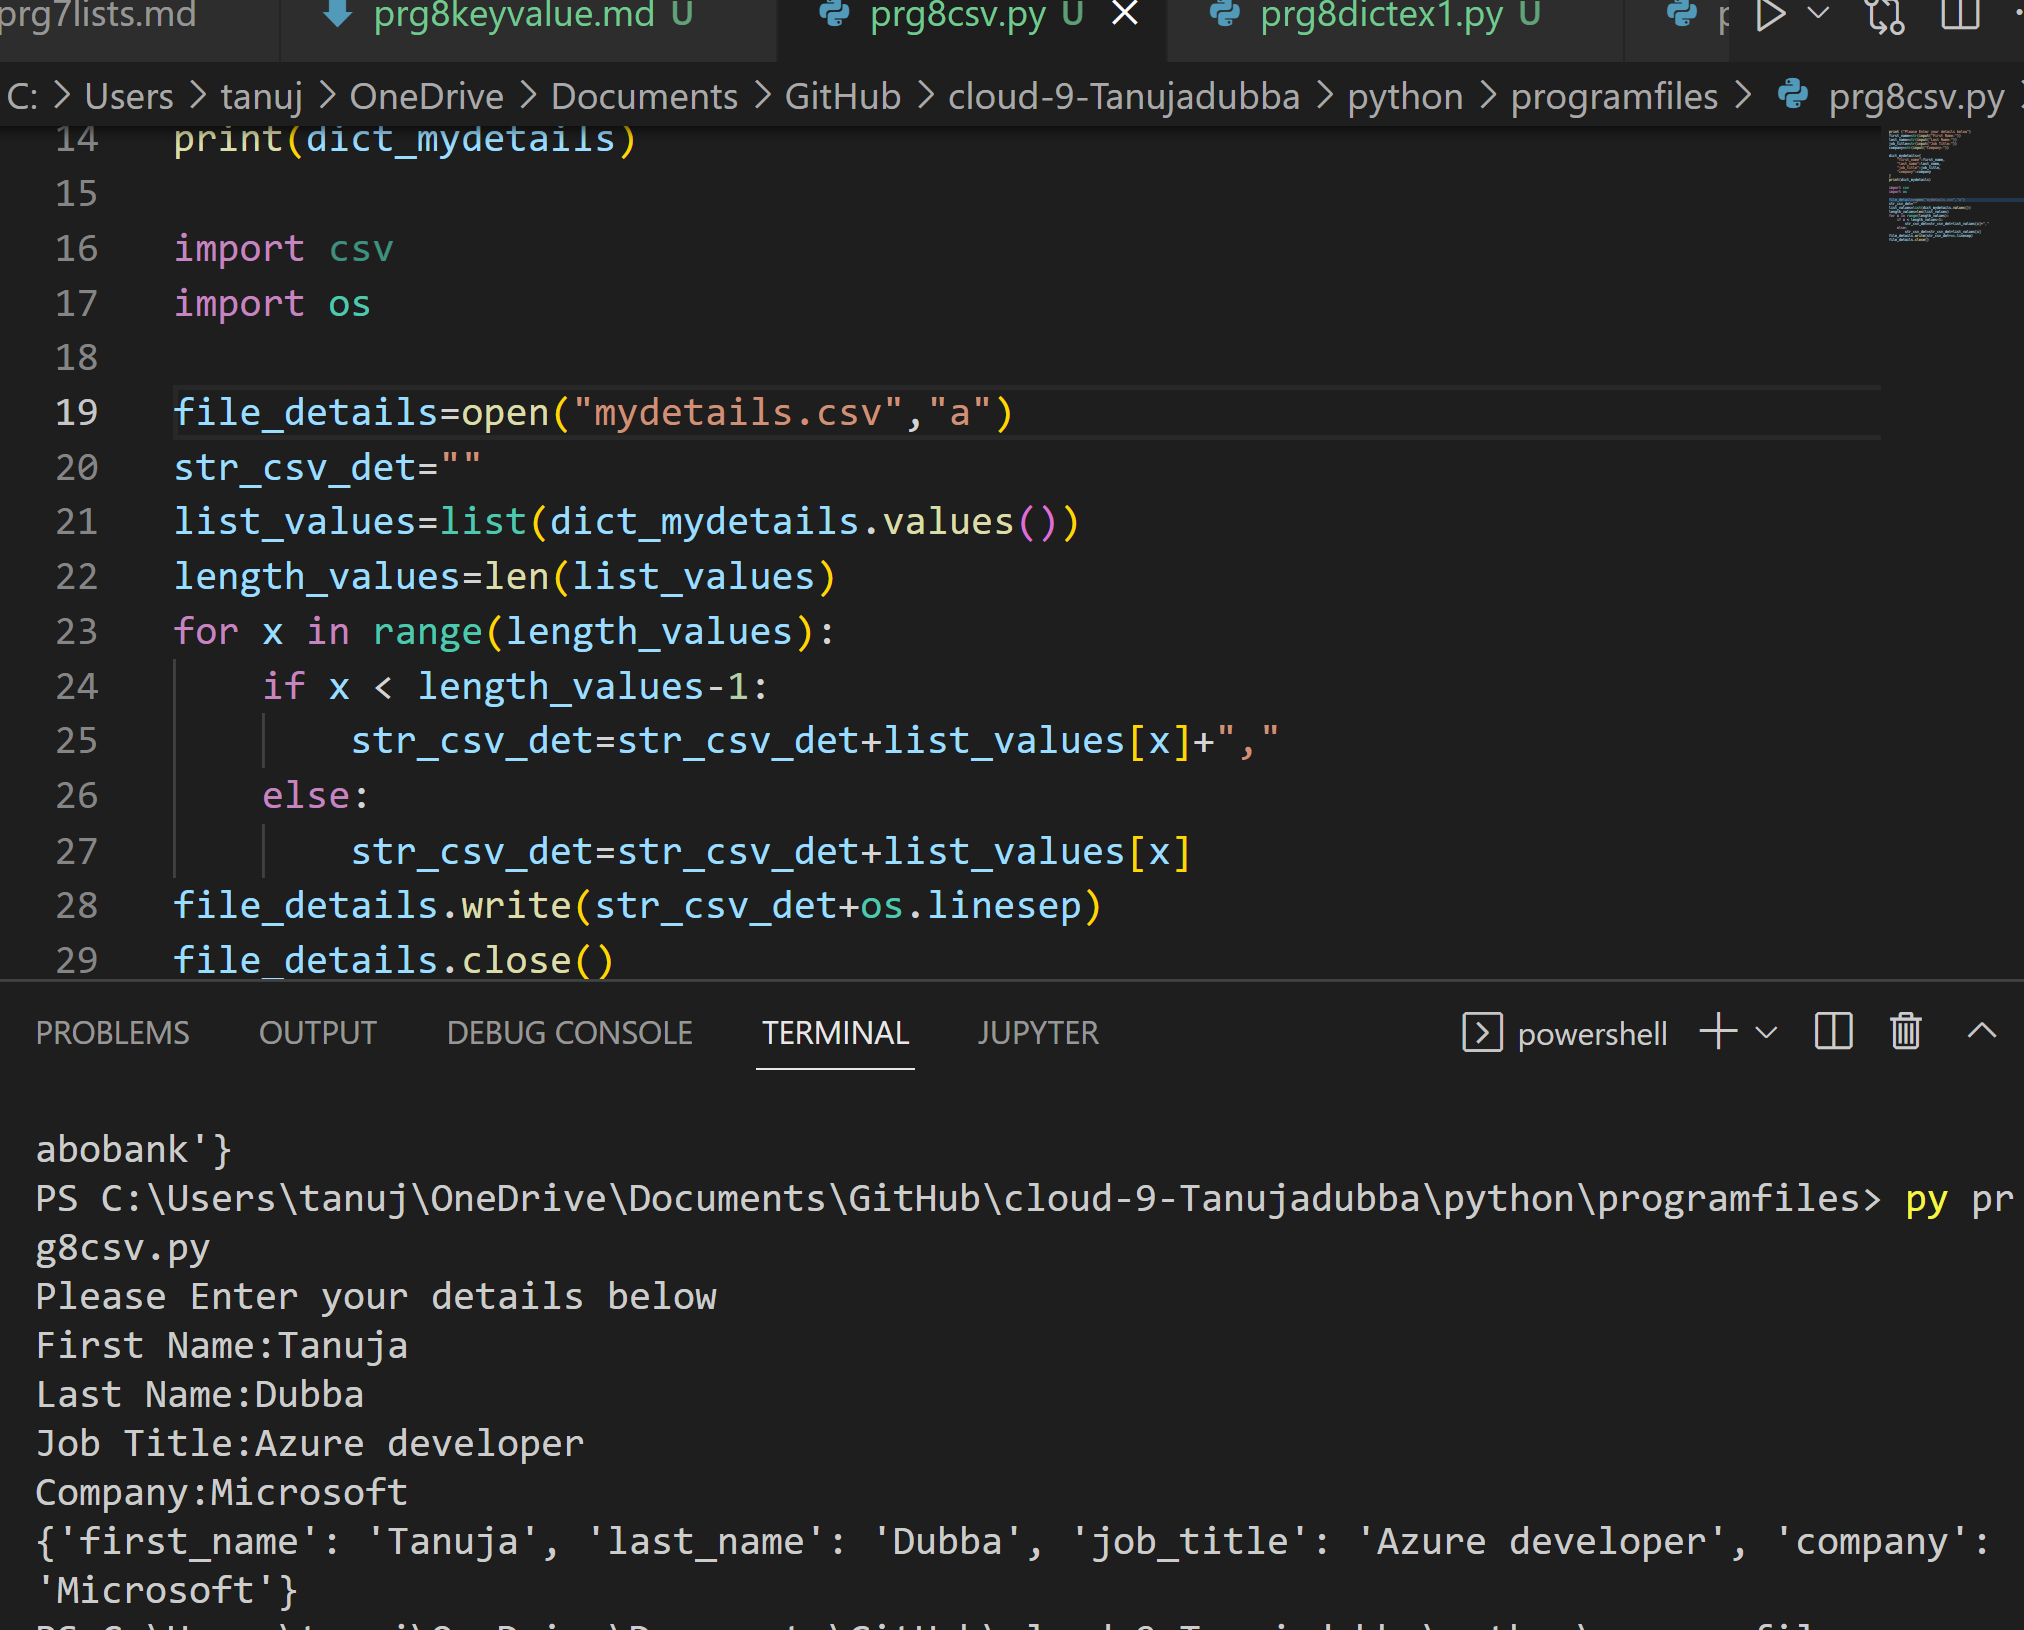 prg7lists.md prg8keyvalue.md U prg8csv.py U prg8dictex1.py U
C: > Users > tanuj > OneDrive > Documents > GitHub > cloud-9-Tanujadubba > python > programfiles > prg8csv.py
14 print(dict_mydetails)
15
16 import csv
17 import os
18
19 file_details=open("mydetails.csv","a")
20 str_csv_det=""
21 list_values=list(dict_mydetails.values())
22 length_values=len(list_values)
23 for x in range(length_values):
24     if x < length_values-1:
25         str_csv_det=str_csv_det+list_values[x]+","
26     else:
27         str_csv_det=str_csv_det+list_values[x]
28 file_details.write(str_csv_det+os.linesep)
29 file_details.close()
PROBLEMS OUTPUT DEBUG CONSOLE TERMINAL JUPYTER powershell
abobank'}
PS C:\Users\tanuj\OneDrive\Documents\GitHub\cloud-9-Tanujadubba\python\programfiles> py pr
g8csv.py
Please Enter your details below
First Name:Tanuja
Last Name:Dubba
Job Title:Azure developer
Company:Microsoft
{'first_name': 'Tanuja', 'last_name': 'Dubba', 'job_title': 'Azure developer', 'company':
'Microsoft'}